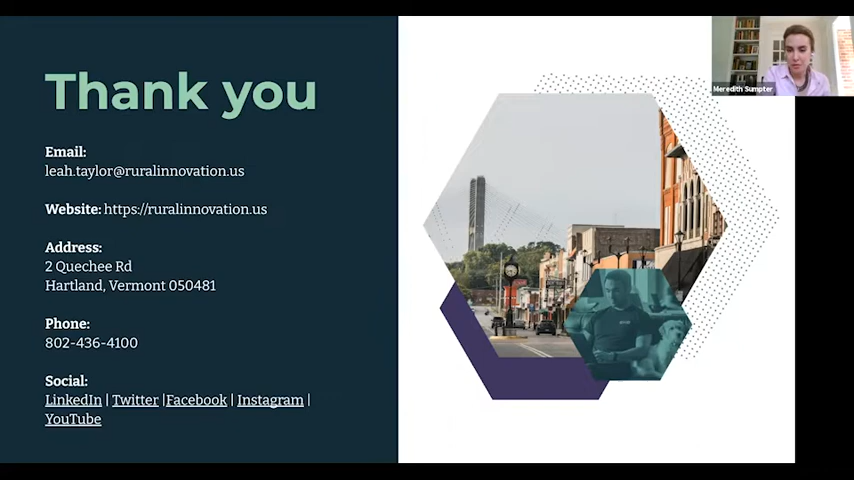 Thank you
Email:
leah.taylor@ruralinnovation.us
Website: https://ruralinnovation.us
Address:
2 Quechee Rd
Hartland, Vermont 050481
Phone:
802-436-4100
Social:
LinkedIn | Twitter |Facebook | Instagram |
YouTube
Meredith Sumpter